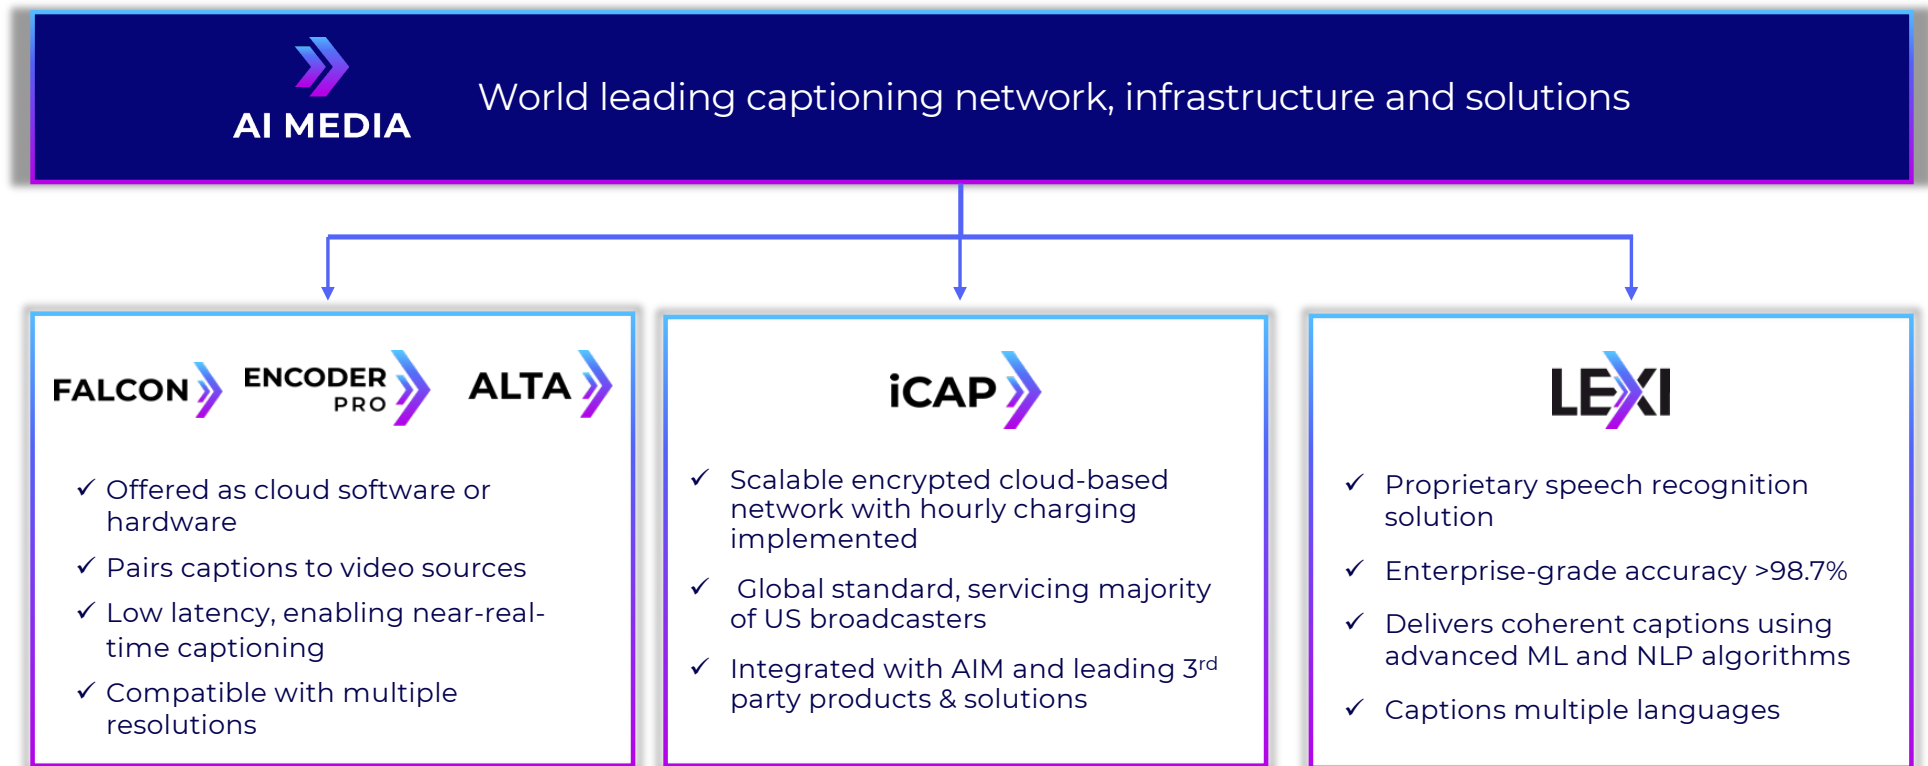 AI MEDIA
World leading captioning network, infrastructure and solutions
FALCON
ENCODER
PRO
ALTA
✓ Offered as cloud software or
hardware
✓ Pairs captions to video sources
✓ Low latency, enabling near-real-
time captioning
✓ Compatible with multiple
resolutions
iCAP
✓ Scalable encrypted cloud-based
network with hourly charging
implemented
✓ Global standard, servicing majority
of US broadcasters
✓ Integrated with AIM and leading 3rd
party products & solutions
LEXI
✓ Proprietary speech recognition
solution
✓ Enterprise-grade accuracy >98.7%
✓ Delivers coherent captions using
advanced ML and NLP algorithms
✓ Captions multiple languages